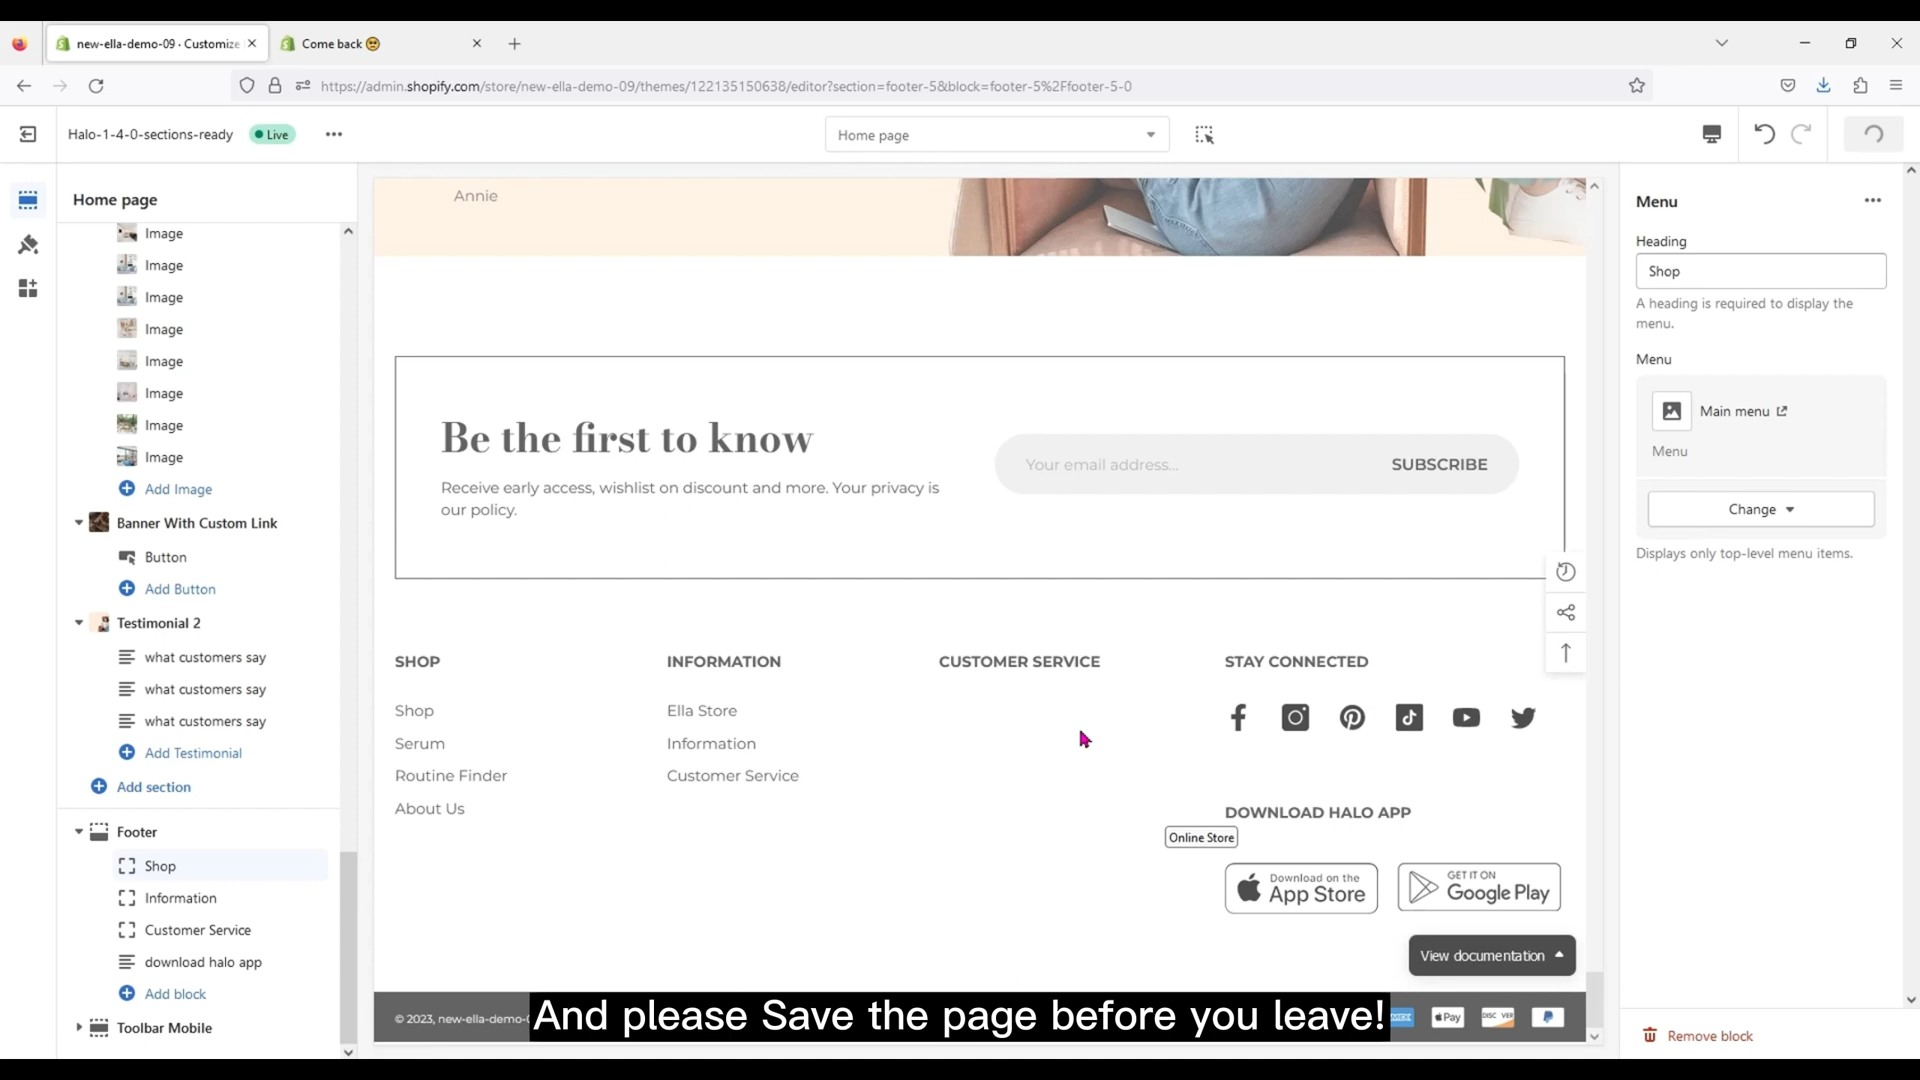 new-ella-demo-09 · Customize
Come back 🥺
https://admin.shopify.com/store/new-ella-demo-09/themes/122135150638/editor?section=footer-5&block=footer-5%2Ffooter-5-0
Halo-1-4-0-sections-ready
Live
Home page
Home page
Image
Image
Image
Image
Image
Image
Image
Image
Add Image
Banner With Custom Link
Button
Add Button
Testimonial 2
what customers say
what customers say
what customers say
Add Testimonial
Add section
Footer
Shop
Information
Customer Service
download halo app
Add block
Toolbar Mobile
Annie
Be the first to know
Receive early access, wishlist on discount and more. Your privacy is
our policy.
Your email address...
SUBSCRIBE
SHOP
Shop
Serum
Routine Finder
About Us
INFORMATION
Ella Store
Information
Customer Service
CUSTOMER SERVICE
STAY CONNECTED
DOWNLOAD HALO APP
Online Store
Download on the
App Store
GET IT ON
Google Play
View documentation
© 2023, new-ella-demo-
And please Save the page before you leave!
Pay
DISC VER
Menu
Heading
Shop
A heading is required to display the
menu.
Menu
Main menu
Menu
Change
Displays only top-level menu items.
Remove block